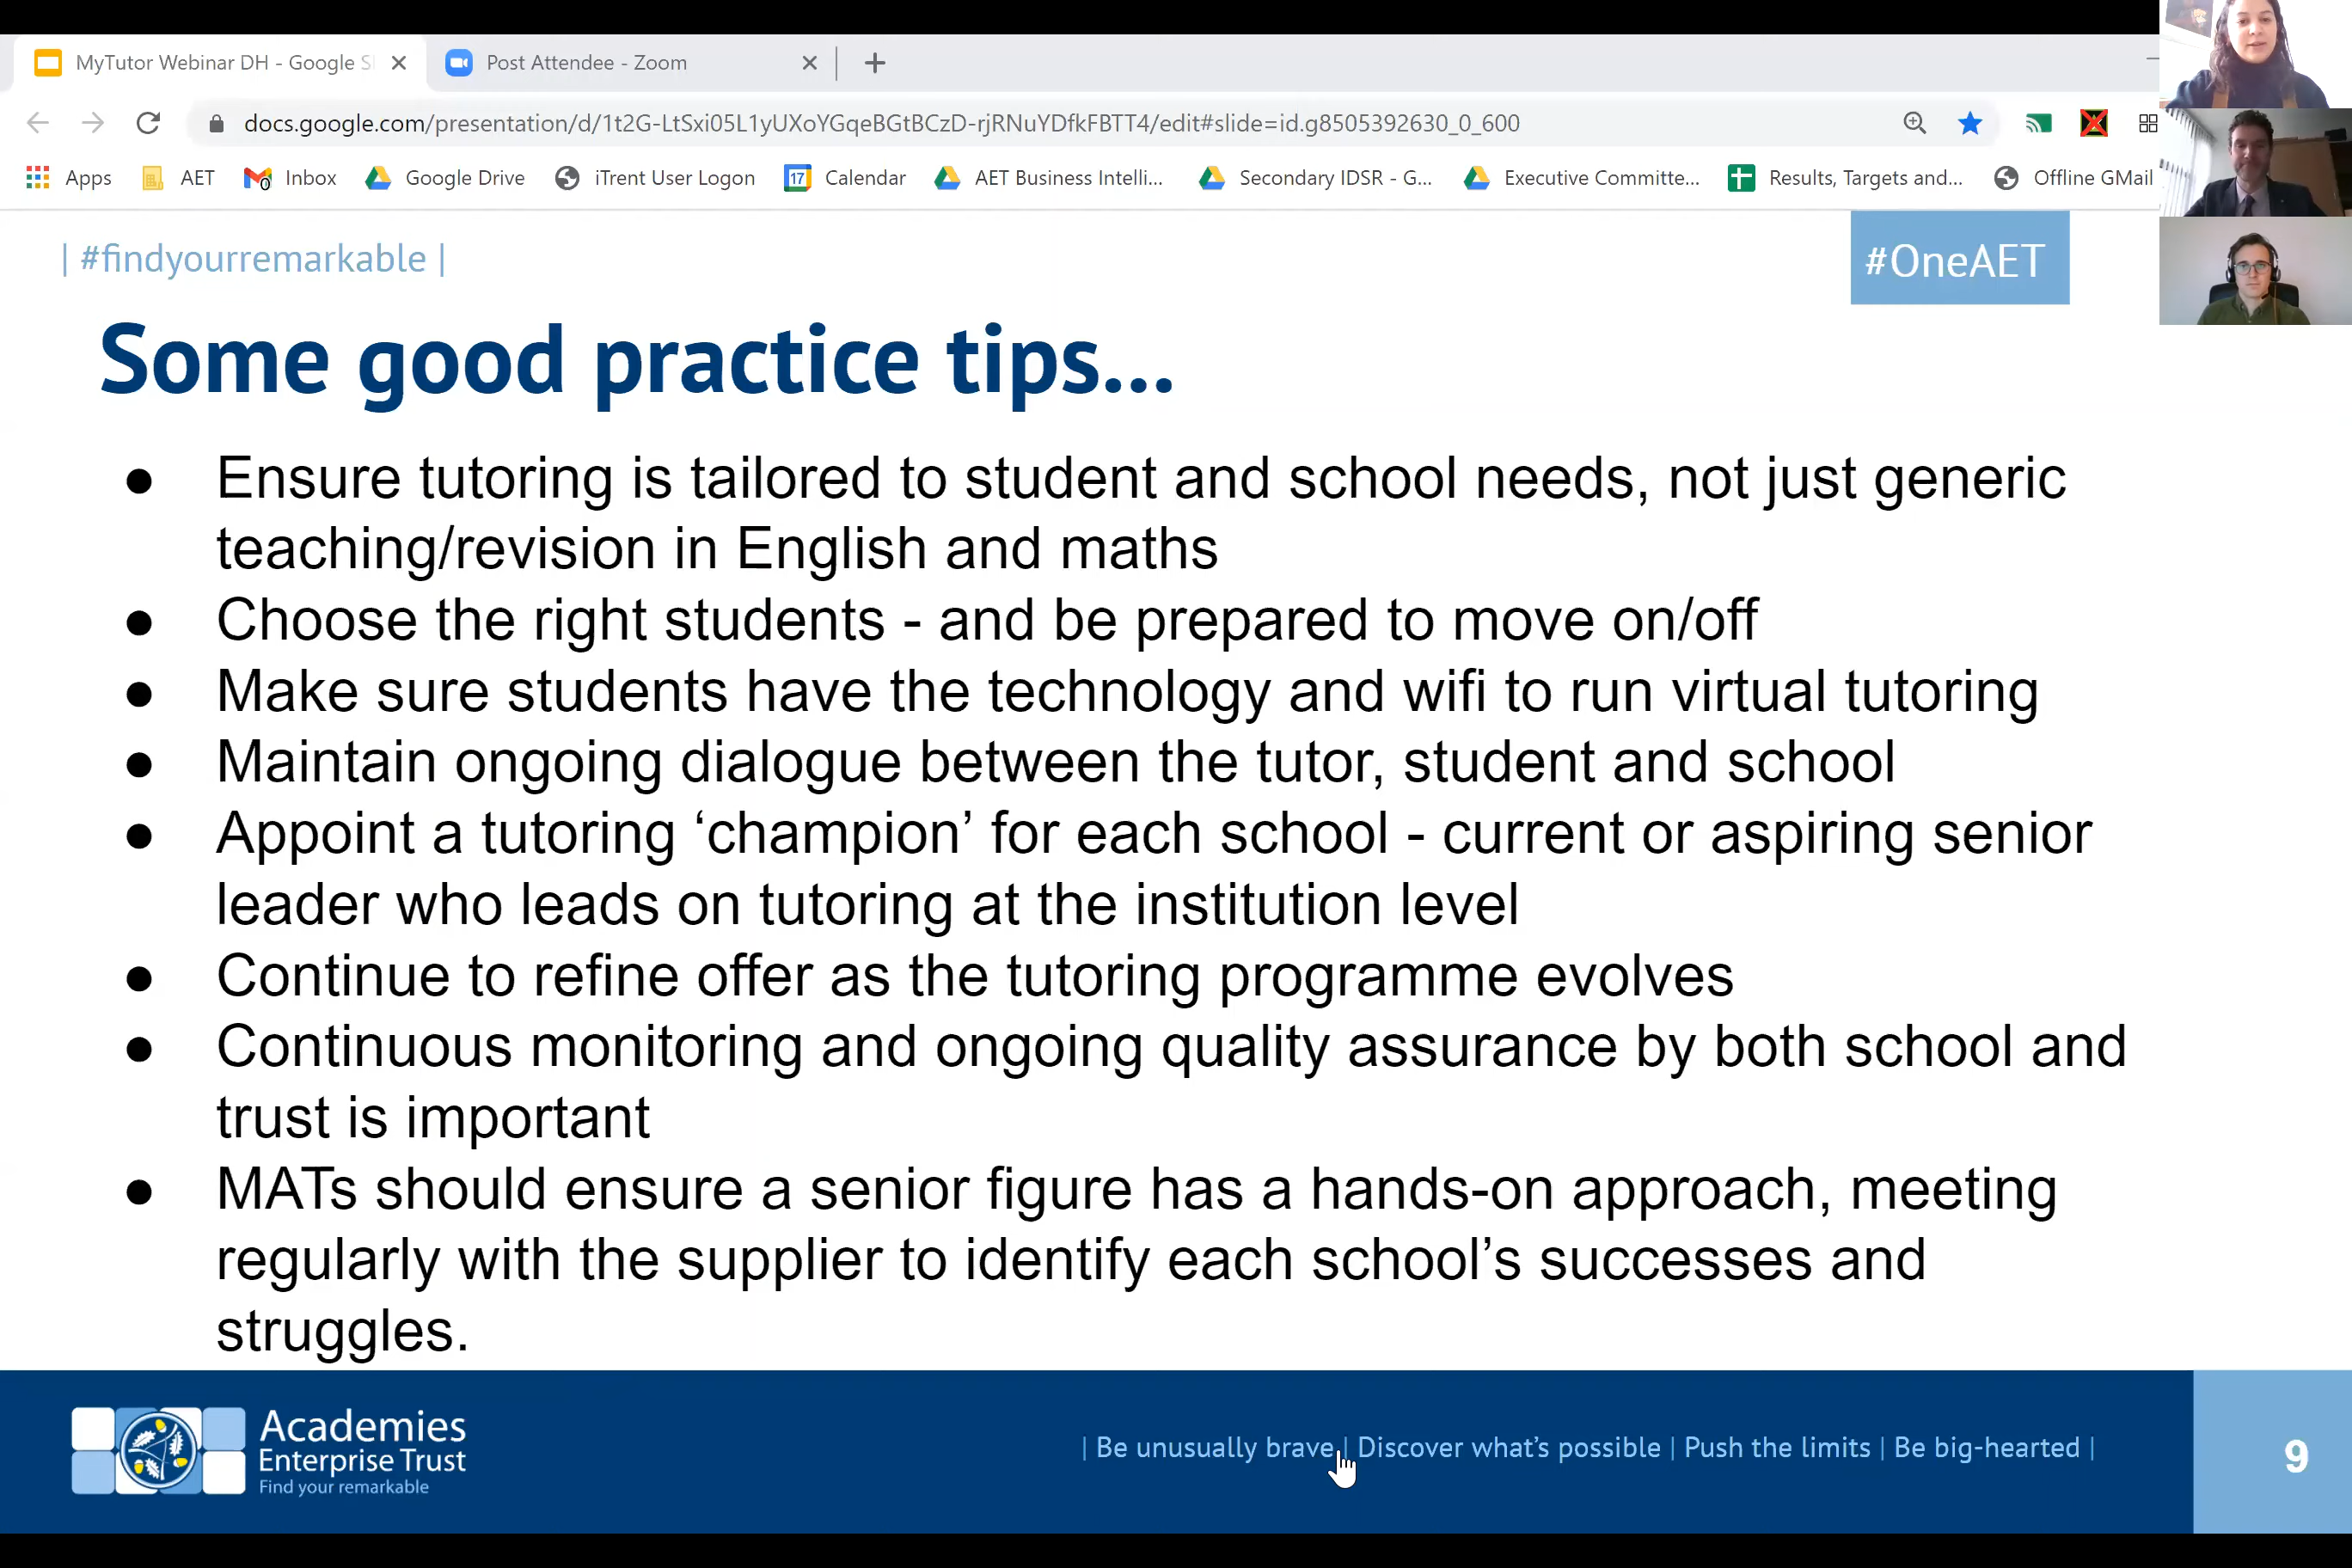 MyTutor Webinar DH - Google S
Post Attendee - Zoom
docs.google.com/presentation/d/1t2G-LtSxi05L1yUXoYGqeBGtBCzD-rjRNuYDfkFBTT4/edit#slide=id.g8505392630_0_600
Apps AET Inbox Google Drive iTrent User Logon 17 Calendar AET Business Intelli... Secondary IDSR - G... Executive Committe... Results, Targets and... Offline GMail
| #findyourremarkable |
#OneAET
Some good practice tips...
● Ensure tutoring is tailored to student and school needs, not just generic
teaching/revision in English and maths
● Choose the right students - and be prepared to move on/off
● Make sure students have the technology and wifi to run virtual tutoring
● Maintain ongoing dialogue between the tutor, student and school
● Appoint a tutoring ‘champion’ for each school - current or aspiring senior
leader who leads on tutoring at the institution level
● Continue to refine offer as the tutoring programme evolves
● Continuous monitoring and ongoing quality assurance by both school and
trust is important
● MATs should ensure a senior figure has a hands-on approach, meeting
regularly with the supplier to identify each school’s successes and
struggles.
Academies
Enterprise Trust
Find your remarkable
| Be unusually brave | Discover what’s possible | Push the limits | Be big-hearted |
9